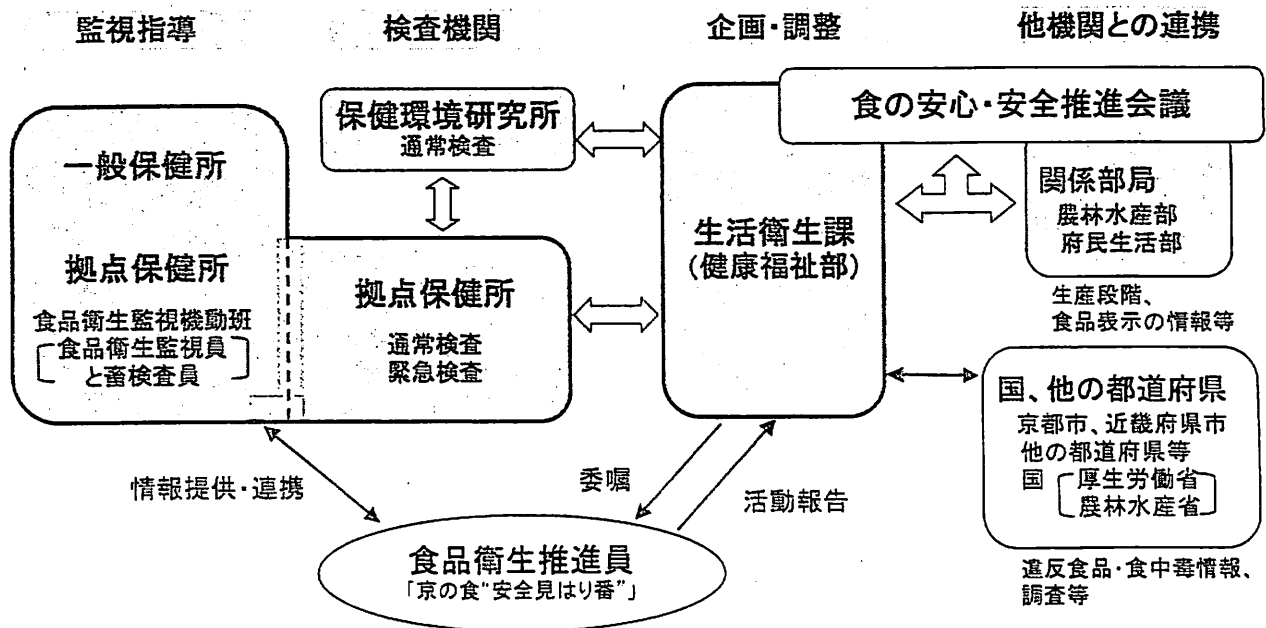 監視指導
検査機関
企画・調整
他機関との連携
一般保健所
拠点保健所
食品衛生監視機動班
食品衛生監視員
と畜検査員
保健環境研究所
通常検査
拠点保健所
通常検査
緊急検査
生活衛生課
(健康福祉部)
食の安心・安全推進会議
関係部局
農林水産部
府民生活部
生産段階、
食品表示の情報等
国、他の都道府県
京都市、近畿府県市
他の都道府県等
国 厚生労働省
農林水産省
違反食品・食中毒情報、
調査等
情報提供・連携
委嘱
活動報告
食品衛生推進員
「京の食“安全見はり番”」